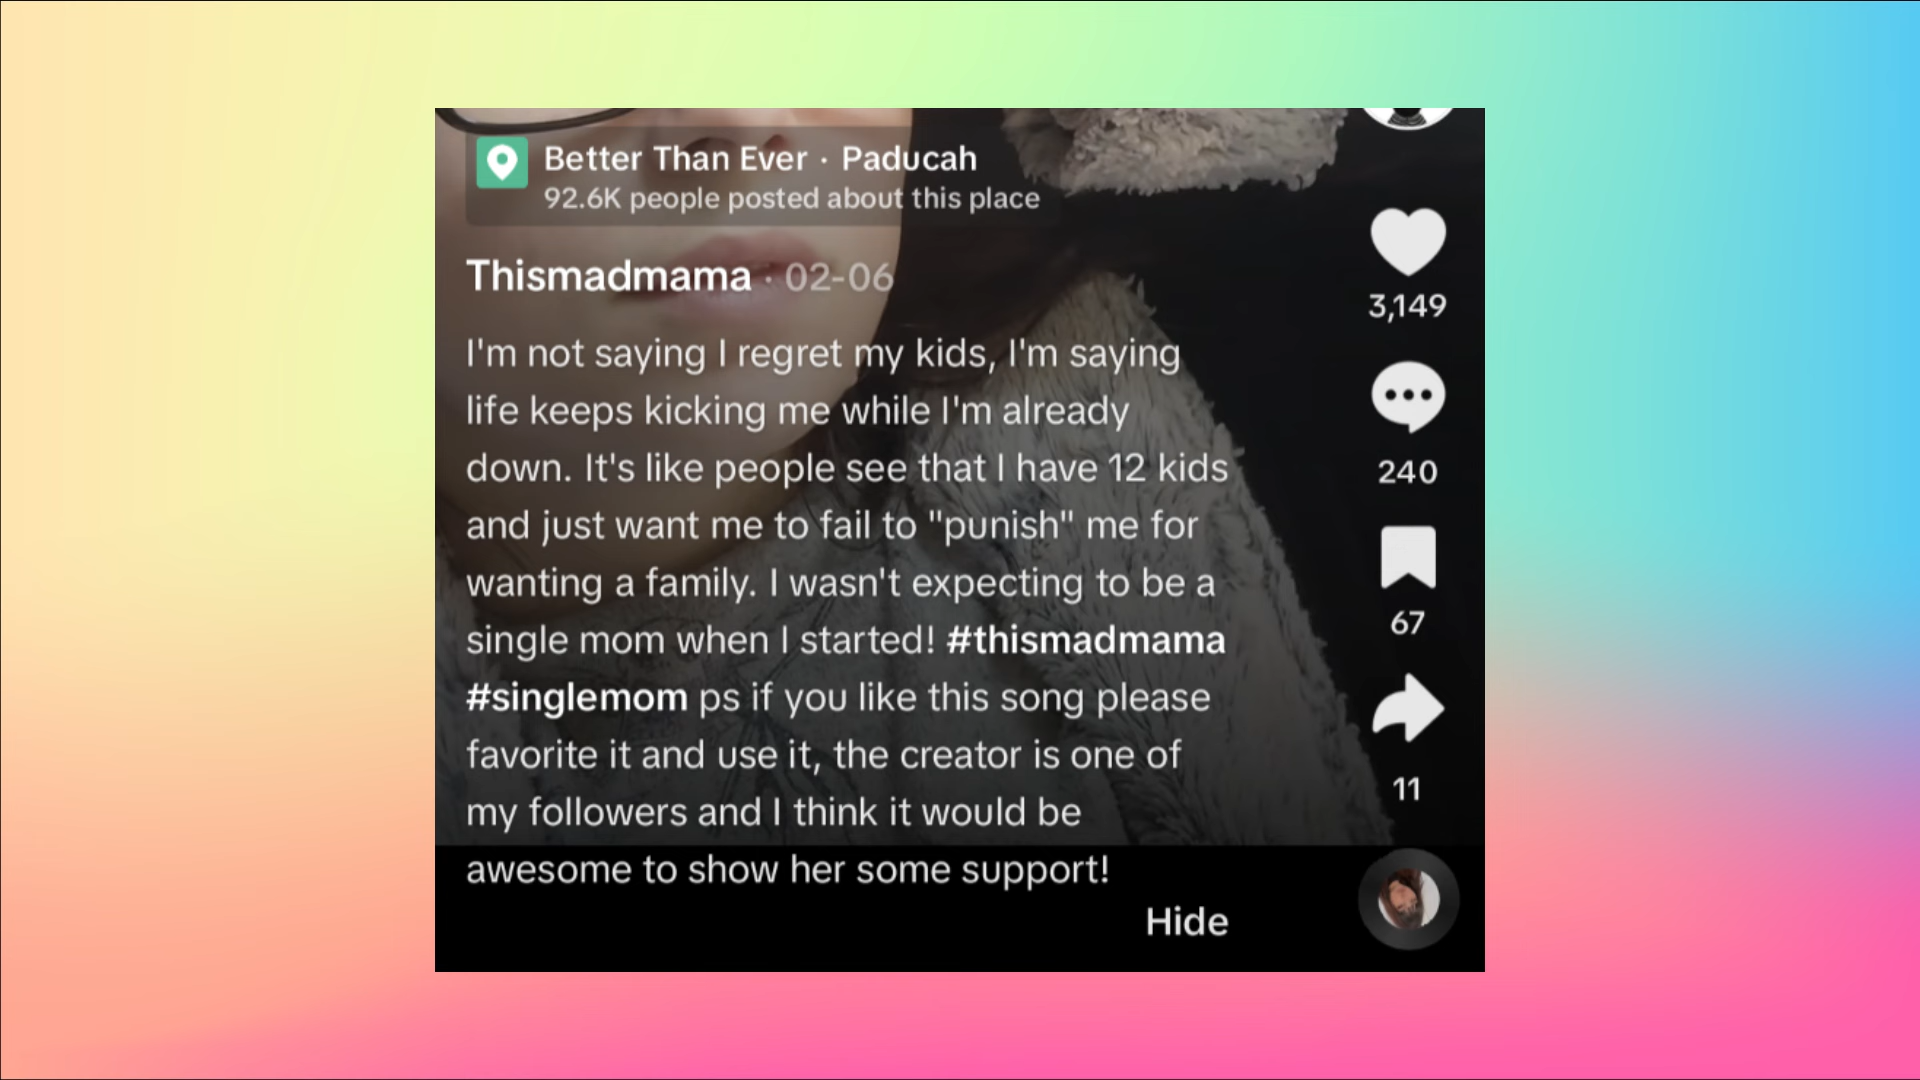 Better Than Ever · Paducah
92.6K people posted about this place
Thismadmama · 02-06
I'm not saying I regret my kids, I'm saying
life keeps kicking me while I'm already
down. It's like people see that I have 12 kids
and just want me to fail to "punish" me for
wanting a family. I wasn't expecting to be a
single mom when I started! #thismadmama
#singlemom ps if you like this song please
favorite it and use it, the creator is one of
my followers and I think it would be
awesome to show her some support!
Hide
3,149
240
67
11